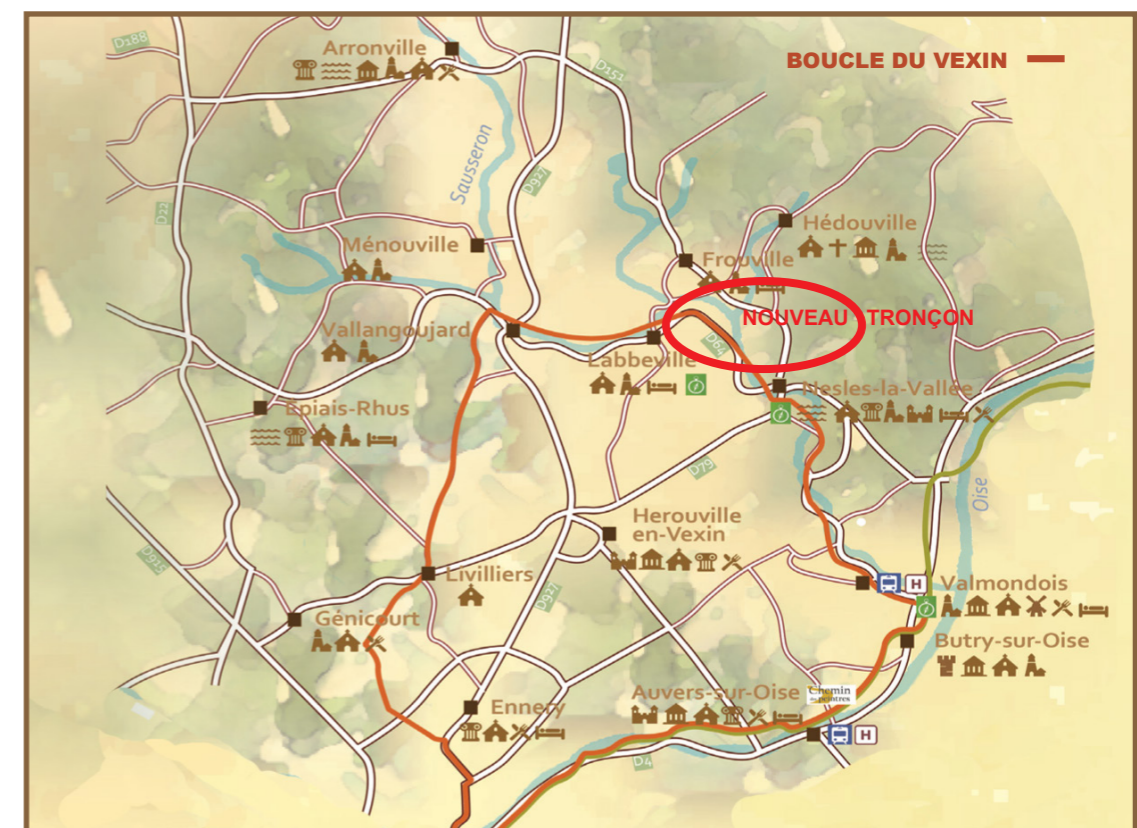 D188
Arronville
D151
BOUCLE DU VEXIN
Sausseron
D927
D22
Hédouville
Ménouville
Frouville
NOUVEAU TRONÇON
Vallangoujard
D64
Labbeville
Nesles-la-Vallée
Epiais-Rhus
D79
Oise
Herouville
en-Vexin
D915
Livilliers
D927
H
Valmondois
Génicourt
Butry-sur-Oise
Auvers-sur-Oise
Chemin
des peintres
Ennery
H
D4